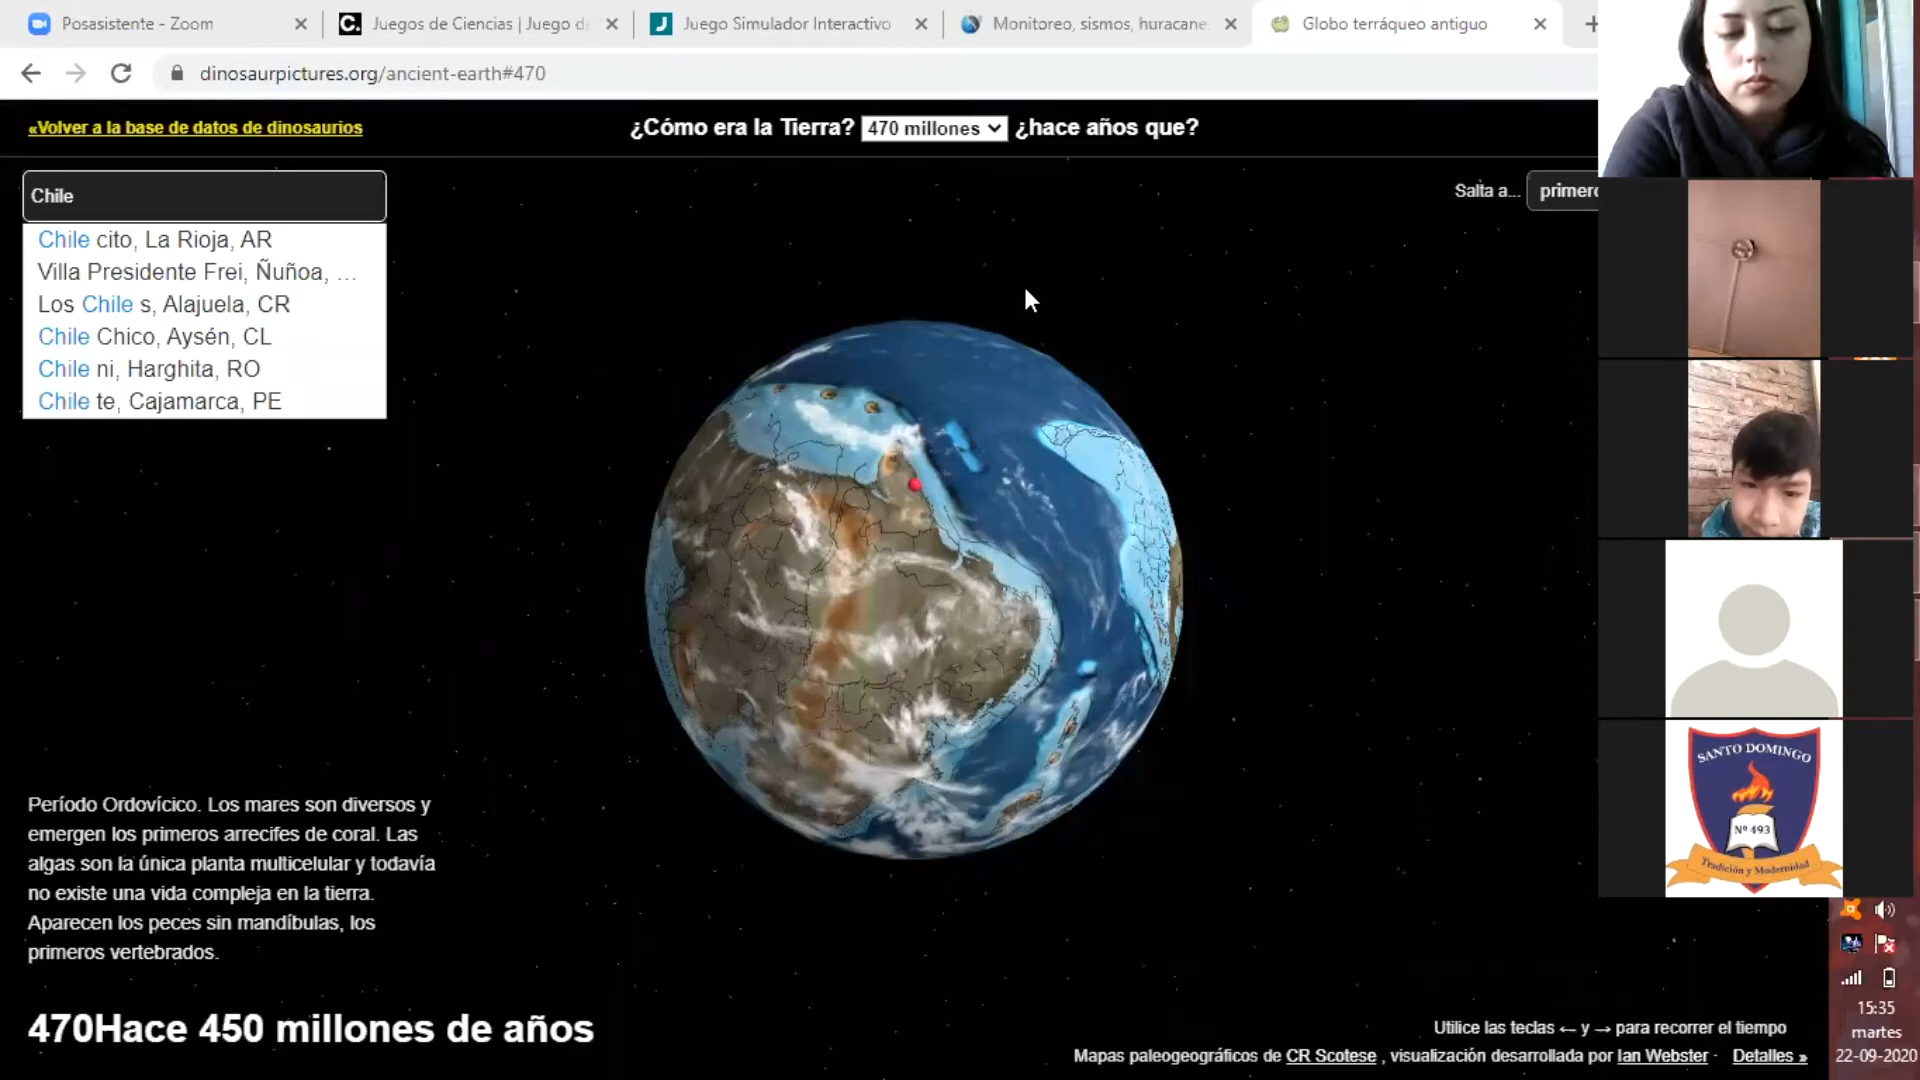 Posasistente - Zoom
Juegos de Ciencias | Juego de
Juego Simulador Interactivo
Monitoreo, sismos, huracane
Globo terráqueo antiguo
dinosaurpictures.org/ancient-earth#470
«Volver a la base de datos de dinosaurios
¿Cómo era la Tierra? 470 millones ¿hace años que?
Chile
Salta a... primero
Chile cito, La Rioja, AR
Villa Presidente Frei, Ñuñoa, ...
Los Chile s, Alajuela, CR
Chile Chico, Aysén, CL
Chile ni, Harghita, RO
Chile te, Cajamarca, PE
SANTO DOMINGO
Nº 493
Tradición y Modernidad
Período Ordovícico. Los mares son diversos y
emergen los primeros arrecifes de coral. Las
algas son la única planta multicelular y todavía
no existe una vida compleja en la tierra.
Aparecen los peces sin mandíbulas, los
primeros vertebrados.
470Hace 450 millones de años
Utilice las teclas ← y → para recorrer el tiempo
Mapas paleogeográficos de CR Scotese , visualización desarrollada por Ian Webster · Detalles »
15:35
martes
22-09-2020